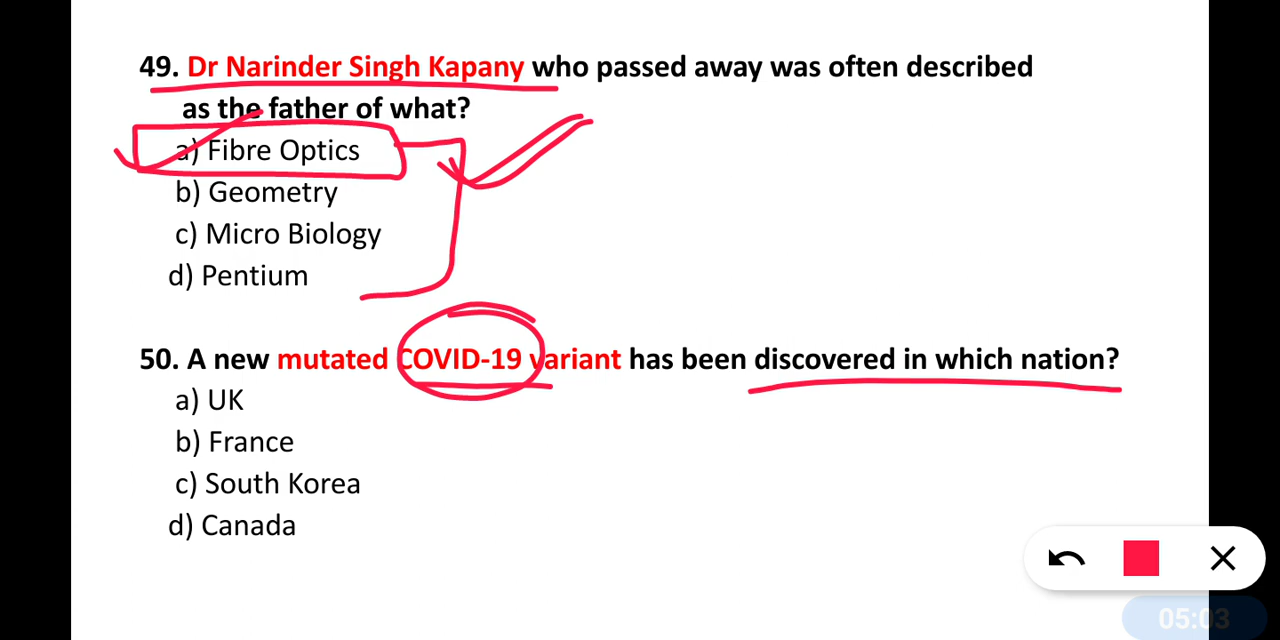 49. Dr Narinder Singh Kapany who passed away was often described
as the father of what?
a) Fibre Optics
b) Geometry
c) Micro Biology
d) Pentium
50. A new mutated COVID-19 variant has been discovered in which nation?
a) UK
b) France
c) South Korea
d) Canada
05:03